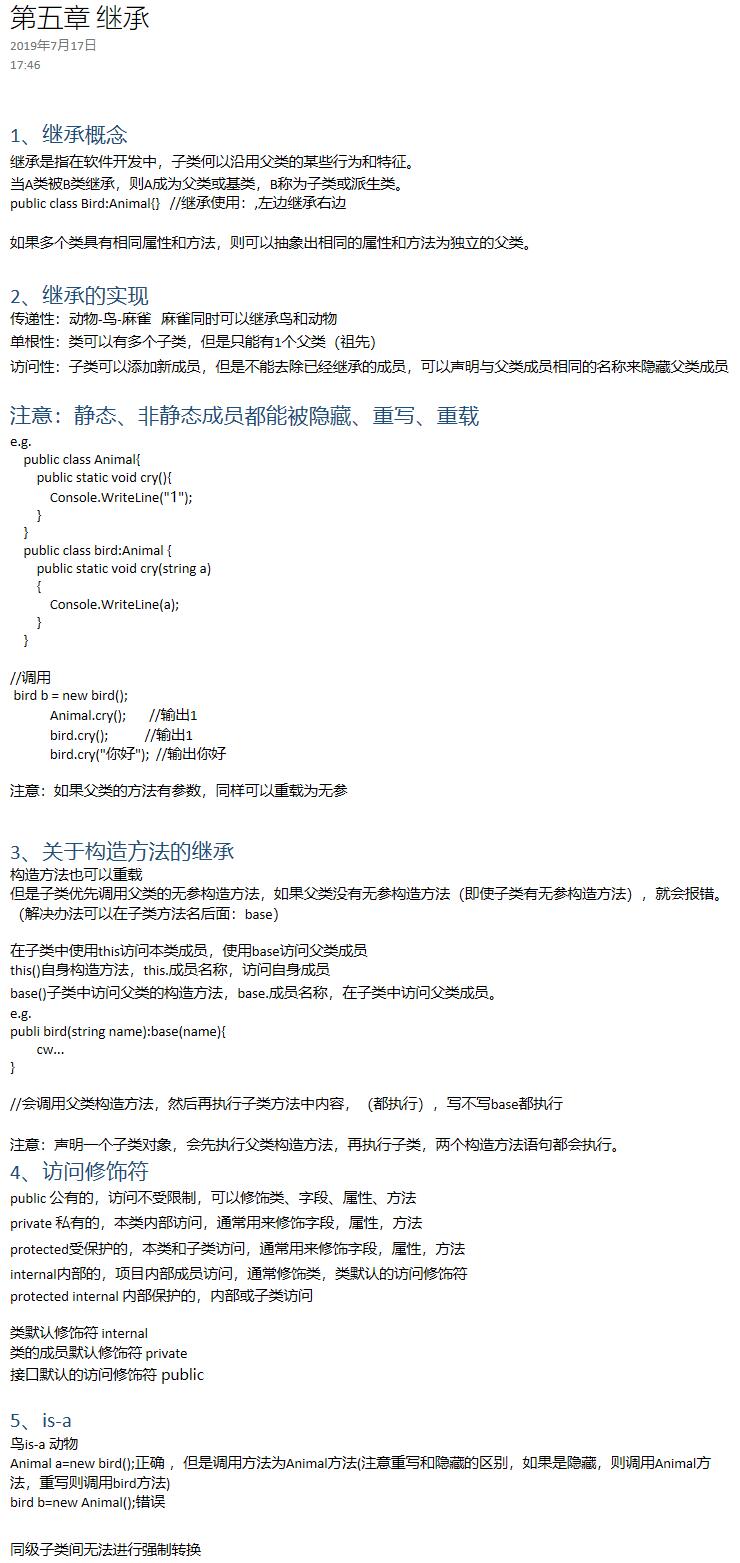 第五章 继承
2019年7月17日
17:46
1、继承概念
继承是指在软件开发中，子类何以沿用父类的某些行为和特征。
当A类被B类继承，则A成为父类或基类，B称为子类或派生类。
public class Bird:Animal{}   //继承使用：,左边继承右边
如果多个类具有相同属性和方法，则可以抽象出相同的属性和方法为独立的父类。
2、继承的实现
传递性：动物-鸟-麻雀   麻雀同时可以继承鸟和动物
单根性：类可以有多个子类，但是只能有1个父类（祖先）
访问性：子类可以添加新成员，但是不能去除已经继承的成员，可以声明与父类成员相同的名称来隐藏父类成员
注意：静态、非静态成员都能被隐藏、重写、重载
e.g.
public class Animal{
public static void cry(){
Console.WriteLine("1");
}
}
public class bird:Animal {
public static void cry(string a)
{
Console.WriteLine(a);
}
}
//调用
bird b = new bird();
Animal.cry();      //输出1
bird.cry();          //输出1
bird.cry("你好");  //输出你好
注意：如果父类的方法有参数，同样可以重载为无参
3、关于构造方法的继承
构造方法也可以重载
但是子类优先调用父类的无参构造方法，如果父类没有无参构造方法（即使子类有无参构造方法），就会报错。
（解决办法可以在子类方法名后面：base）
在子类中使用this访问本类成员，使用base访问父类成员
this()自身构造方法，this.成员名称，访问自身成员
base()子类中访问父类的构造方法，base.成员名称，在子类中访问父类成员。
e.g.
publi bird(string name):base(name){
cw...
}
//会调用父类构造方法，然后再执行子类方法中内容，（都执行），写不写base都执行
注意：声明一个子类对象，会先执行父类构造方法，再执行子类，两个构造方法语句都会执行。
4、访问修饰符
public 公有的，访问不受限制，可以修饰类、字段、属性、方法
private 私有的，本类内部访问，通常用来修饰字段，属性，方法
protected受保护的，本类和子类访问，通常用来修饰字段，属性，方法
internal内部的，项目内部成员访问，通常修饰类，类默认的访问修饰符
protected internal 内部保护的，内部或子类访问
类默认修饰符 internal
类的成员默认修饰符 private
接口默认的访问修饰符 public
5、is-a
鸟is-a 动物
Animal a=new bird();正确 ，但是调用方法为Animal方法(注意重写和隐藏的区别，如果是隐藏，则调用Animal方
法，重写则调用bird方法)
bird b=new Animal();错误
同级子类间无法进行强制转换